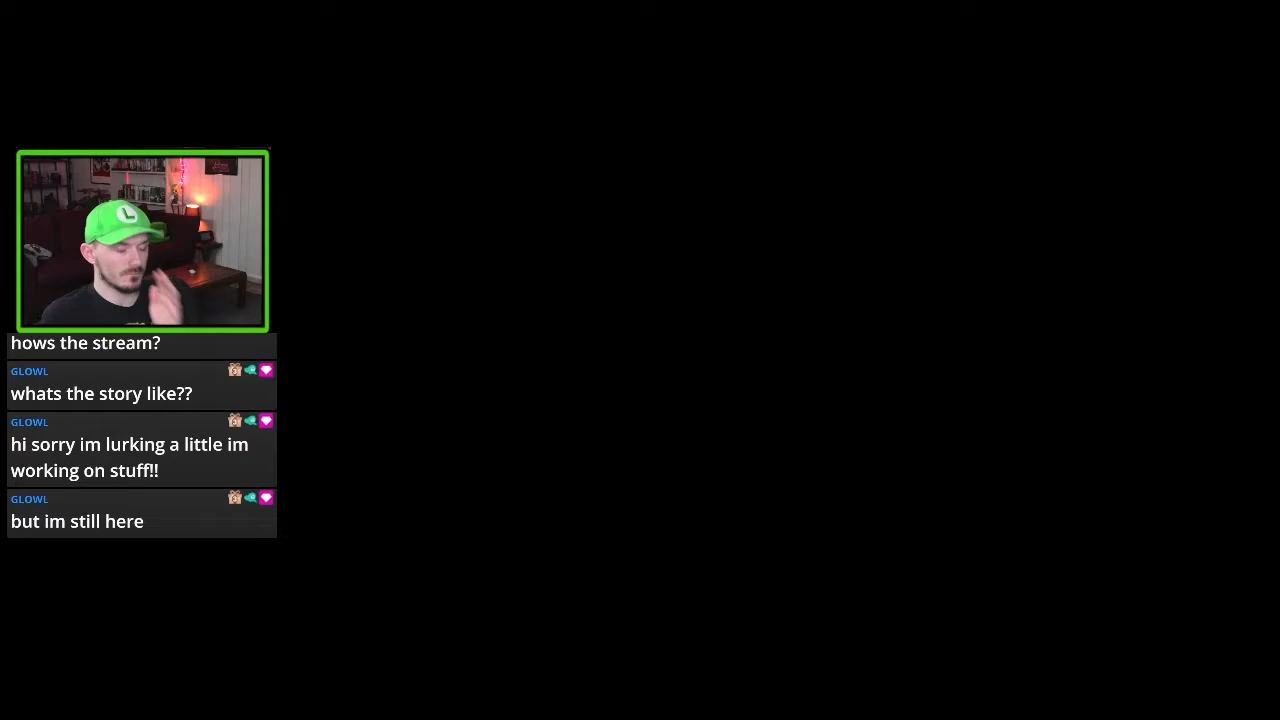 L
hows the stream?
GLOWL
whats the story like??
GLOWL
hi sorry im lurking a little im
working on stuff!!
GLOWL
but im still here